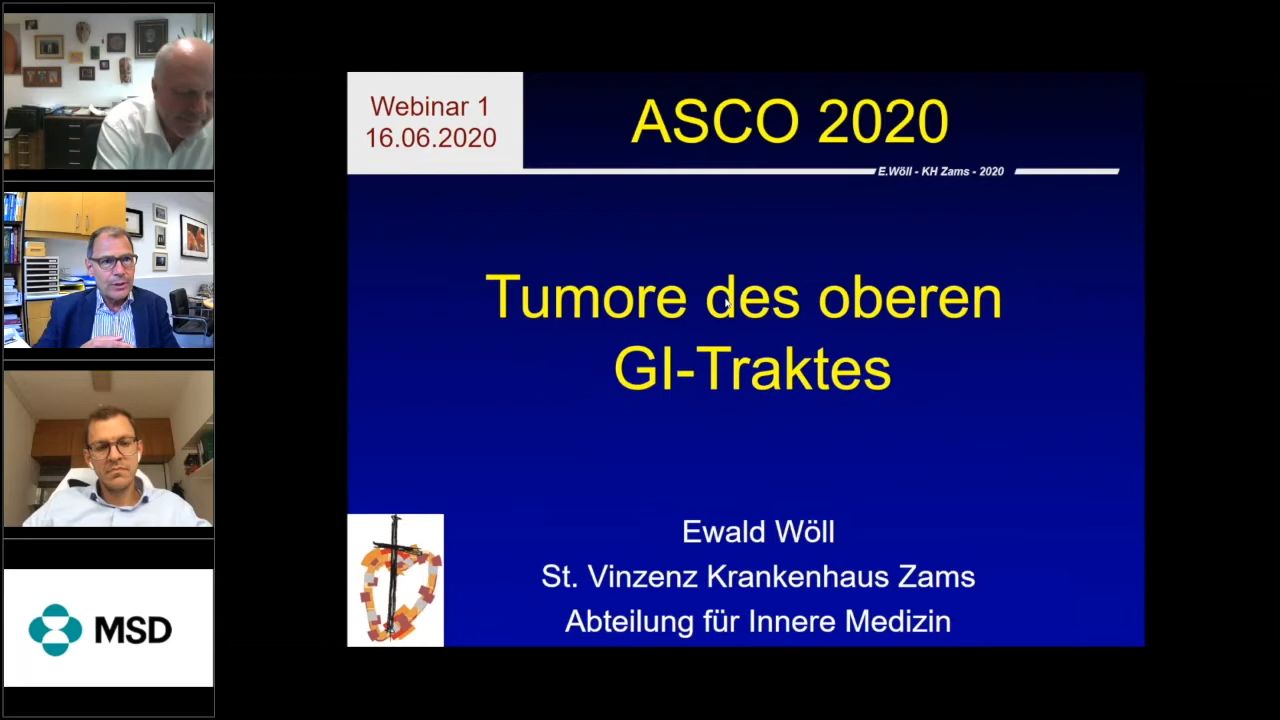 Webinar 1
16.06.2020
ASCO 2020
E.Wöll - KH Zams - 2020
Tumore des oberen
GI-Traktes
Ewald Wöll
St. Vinzenz Krankenhaus Zams
Abteilung für Innere Medizin
MSD